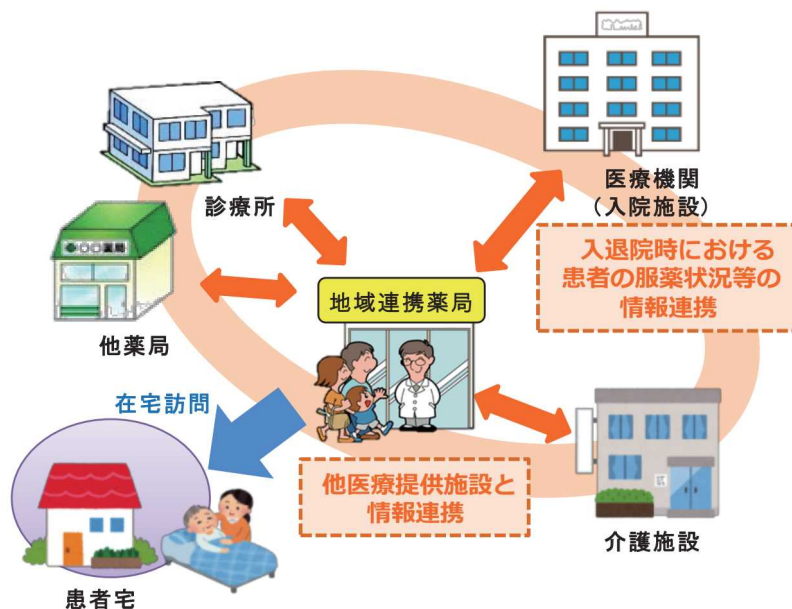 診療所
医療機関
（入院施設）
入退院時における
患者の服薬状況等の
情報連携
薬局
他薬局
地域連携薬局
在宅訪問
他医療提供施設と
情報連携
介護施設
患者宅